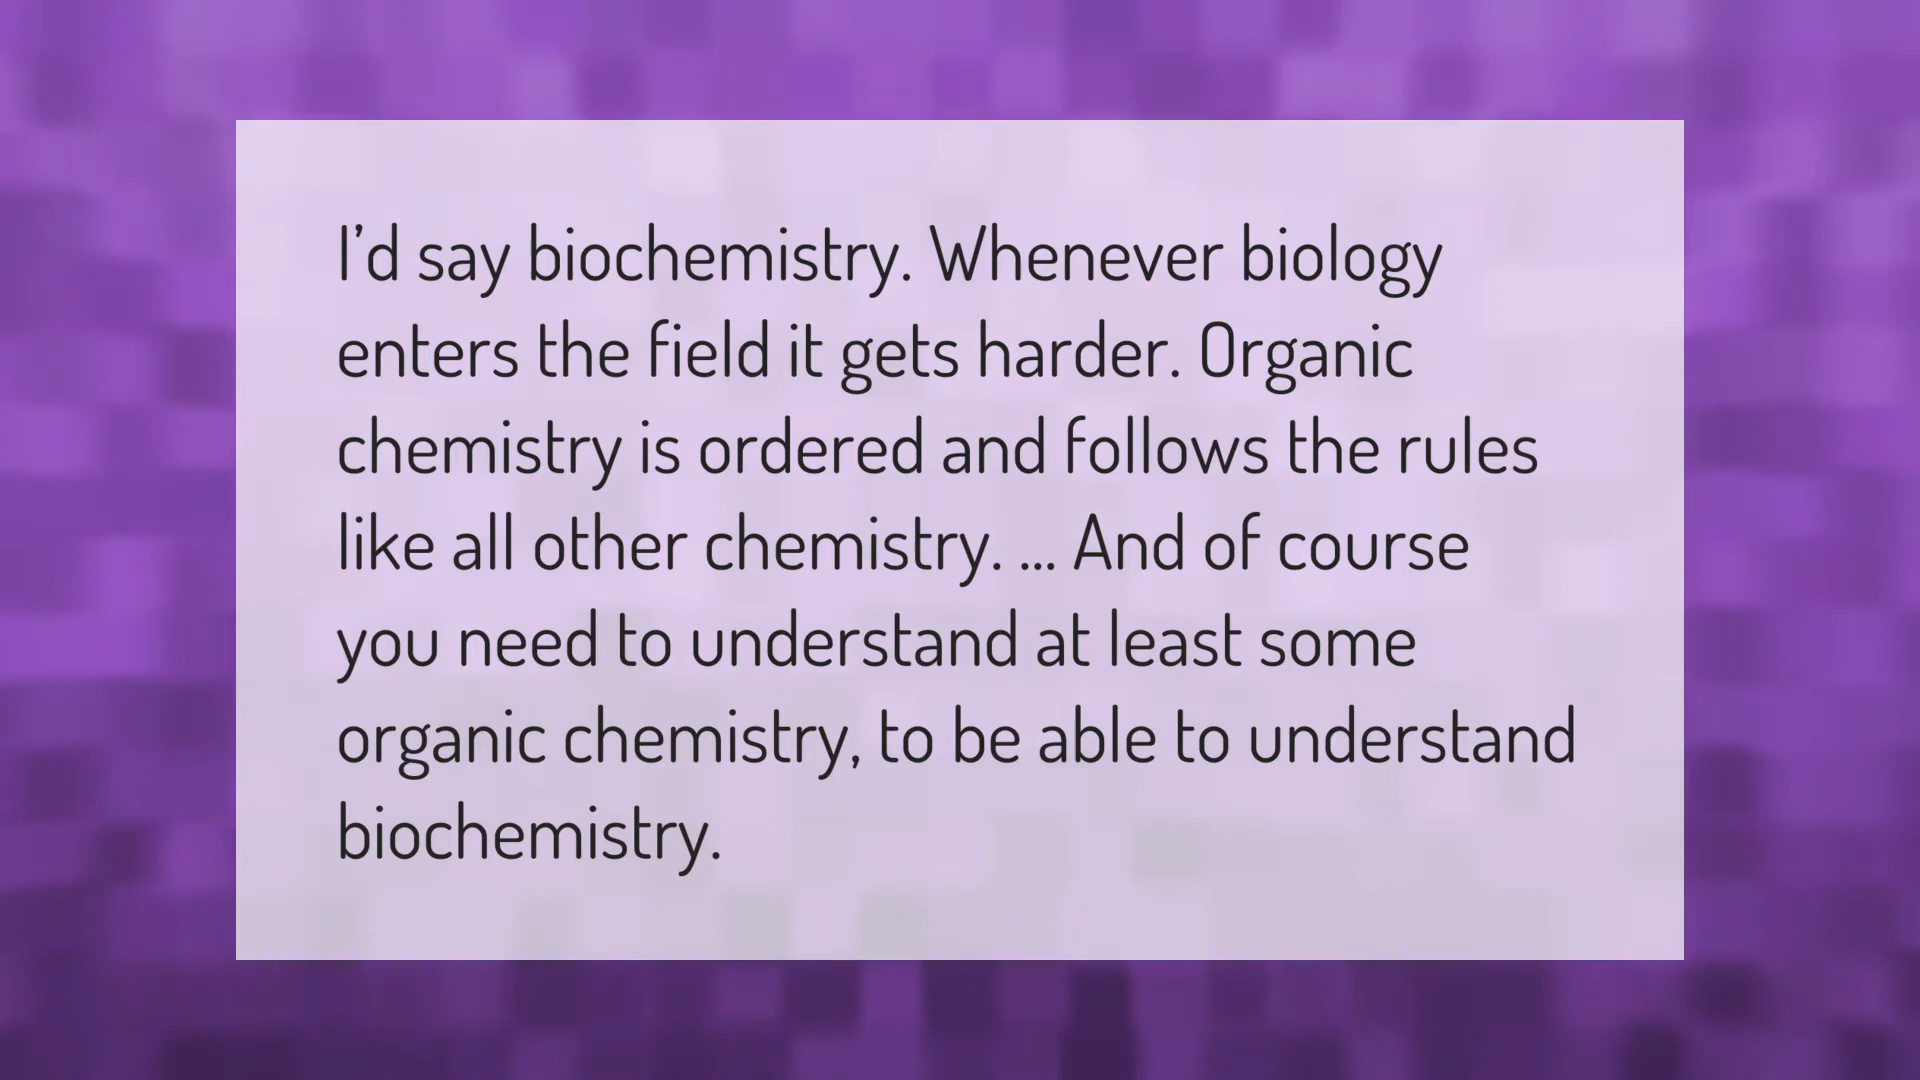 I'd say biochemistry. Whenever biology
enters the field it gets harder. Organic
chemistry is ordered and follows the rules
like all other chemistry. ... And of course
you need to understand at least some
organic chemistry, to be able to understand
biochemistry.